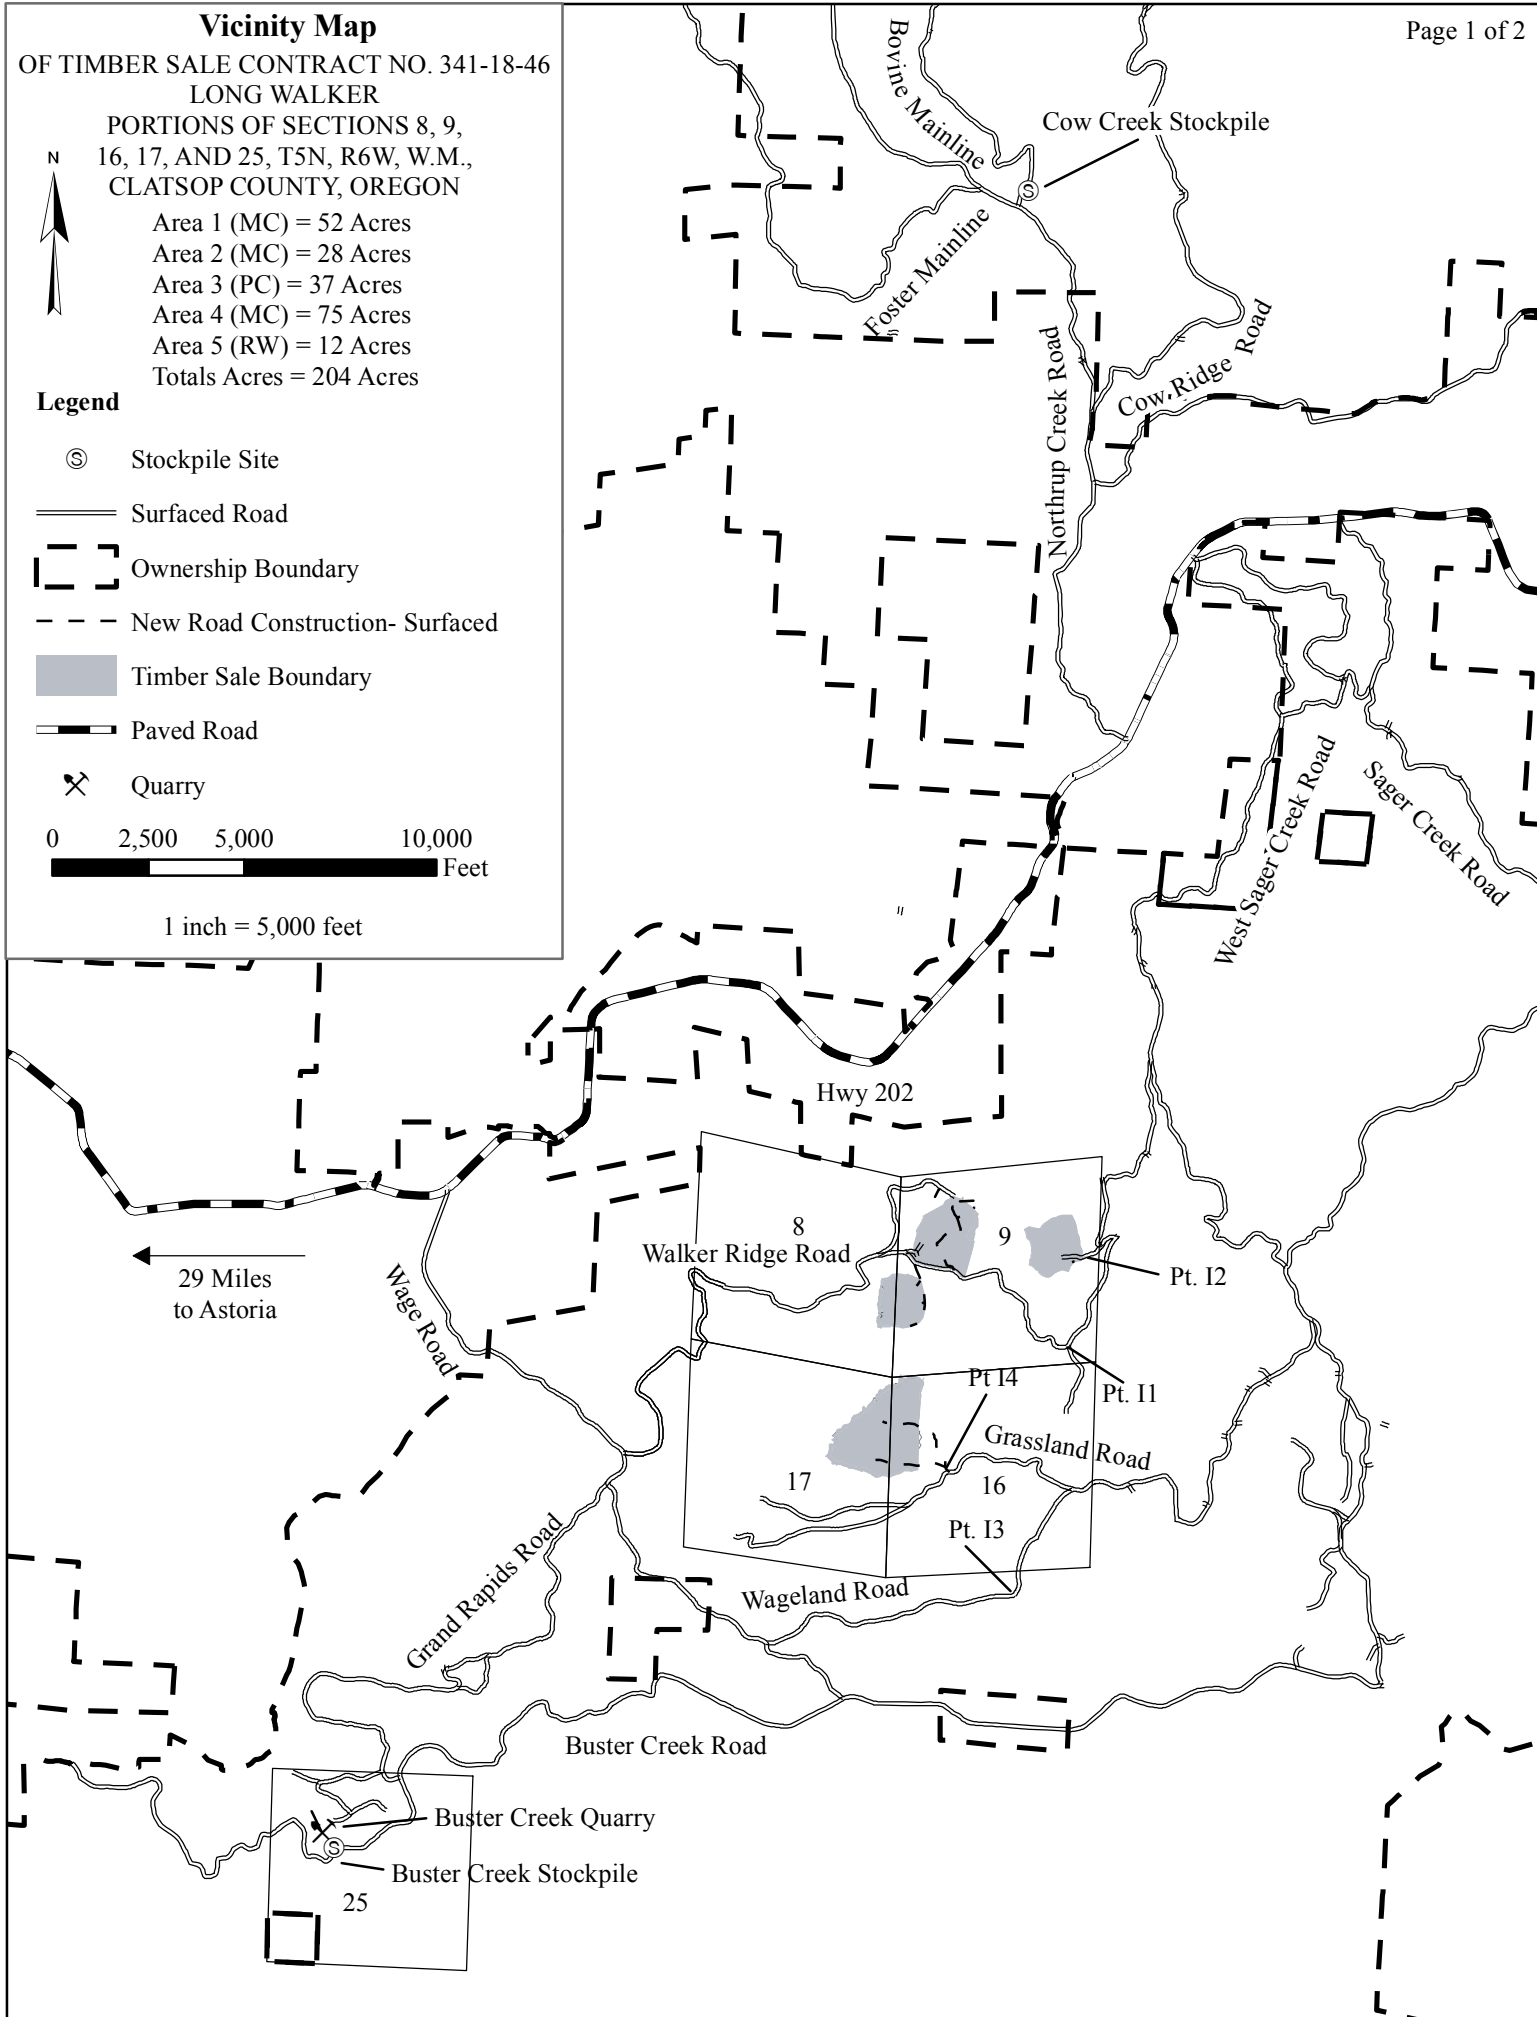 Vicinity Map
OF TIMBER SALE CONTRACT NO. 341-18-46
LONG WALKER
PORTIONS OF SECTIONS 8, 9,
16, 17, AND 25, T5N, R6W, W.M.,
CLATSOP COUNTY, OREGON
N
Area 1 (MC) = 52 Acres
Area 2 (MC) = 28 Acres
Area 3 (PC) = 37 Acres
Area 4 (MC) = 75 Acres
Area 5 (RW) = 12 Acres
Totals Acres = 204 Acres
Legend
S Stockpile Site
Surfaced Road
Ownership Boundary
New Road Construction- Surfaced
Timber Sale Boundary
Paved Road
Quarry
0 2,500 5,000 10,000
Feet
1 inch = 5,000 feet
Page 1 of 2
Bovine Mainline
Cow Creek Stockpile
S
Foster Mainline
Northrup Creek Road
Cow Ridge Road
West Sager Creek Road
Sager Creek Road
Hwy 202
8
9
Walker Ridge Road
Pt. I2
29 Miles
to Astoria
Wage Road
Pt I4
Pt. I1
Grassland Road
17
16
Pt. I3
Grand Rapids Road
Wageland Road
Buster Creek Road
Buster Creek Quarry
S
Buster Creek Stockpile
25